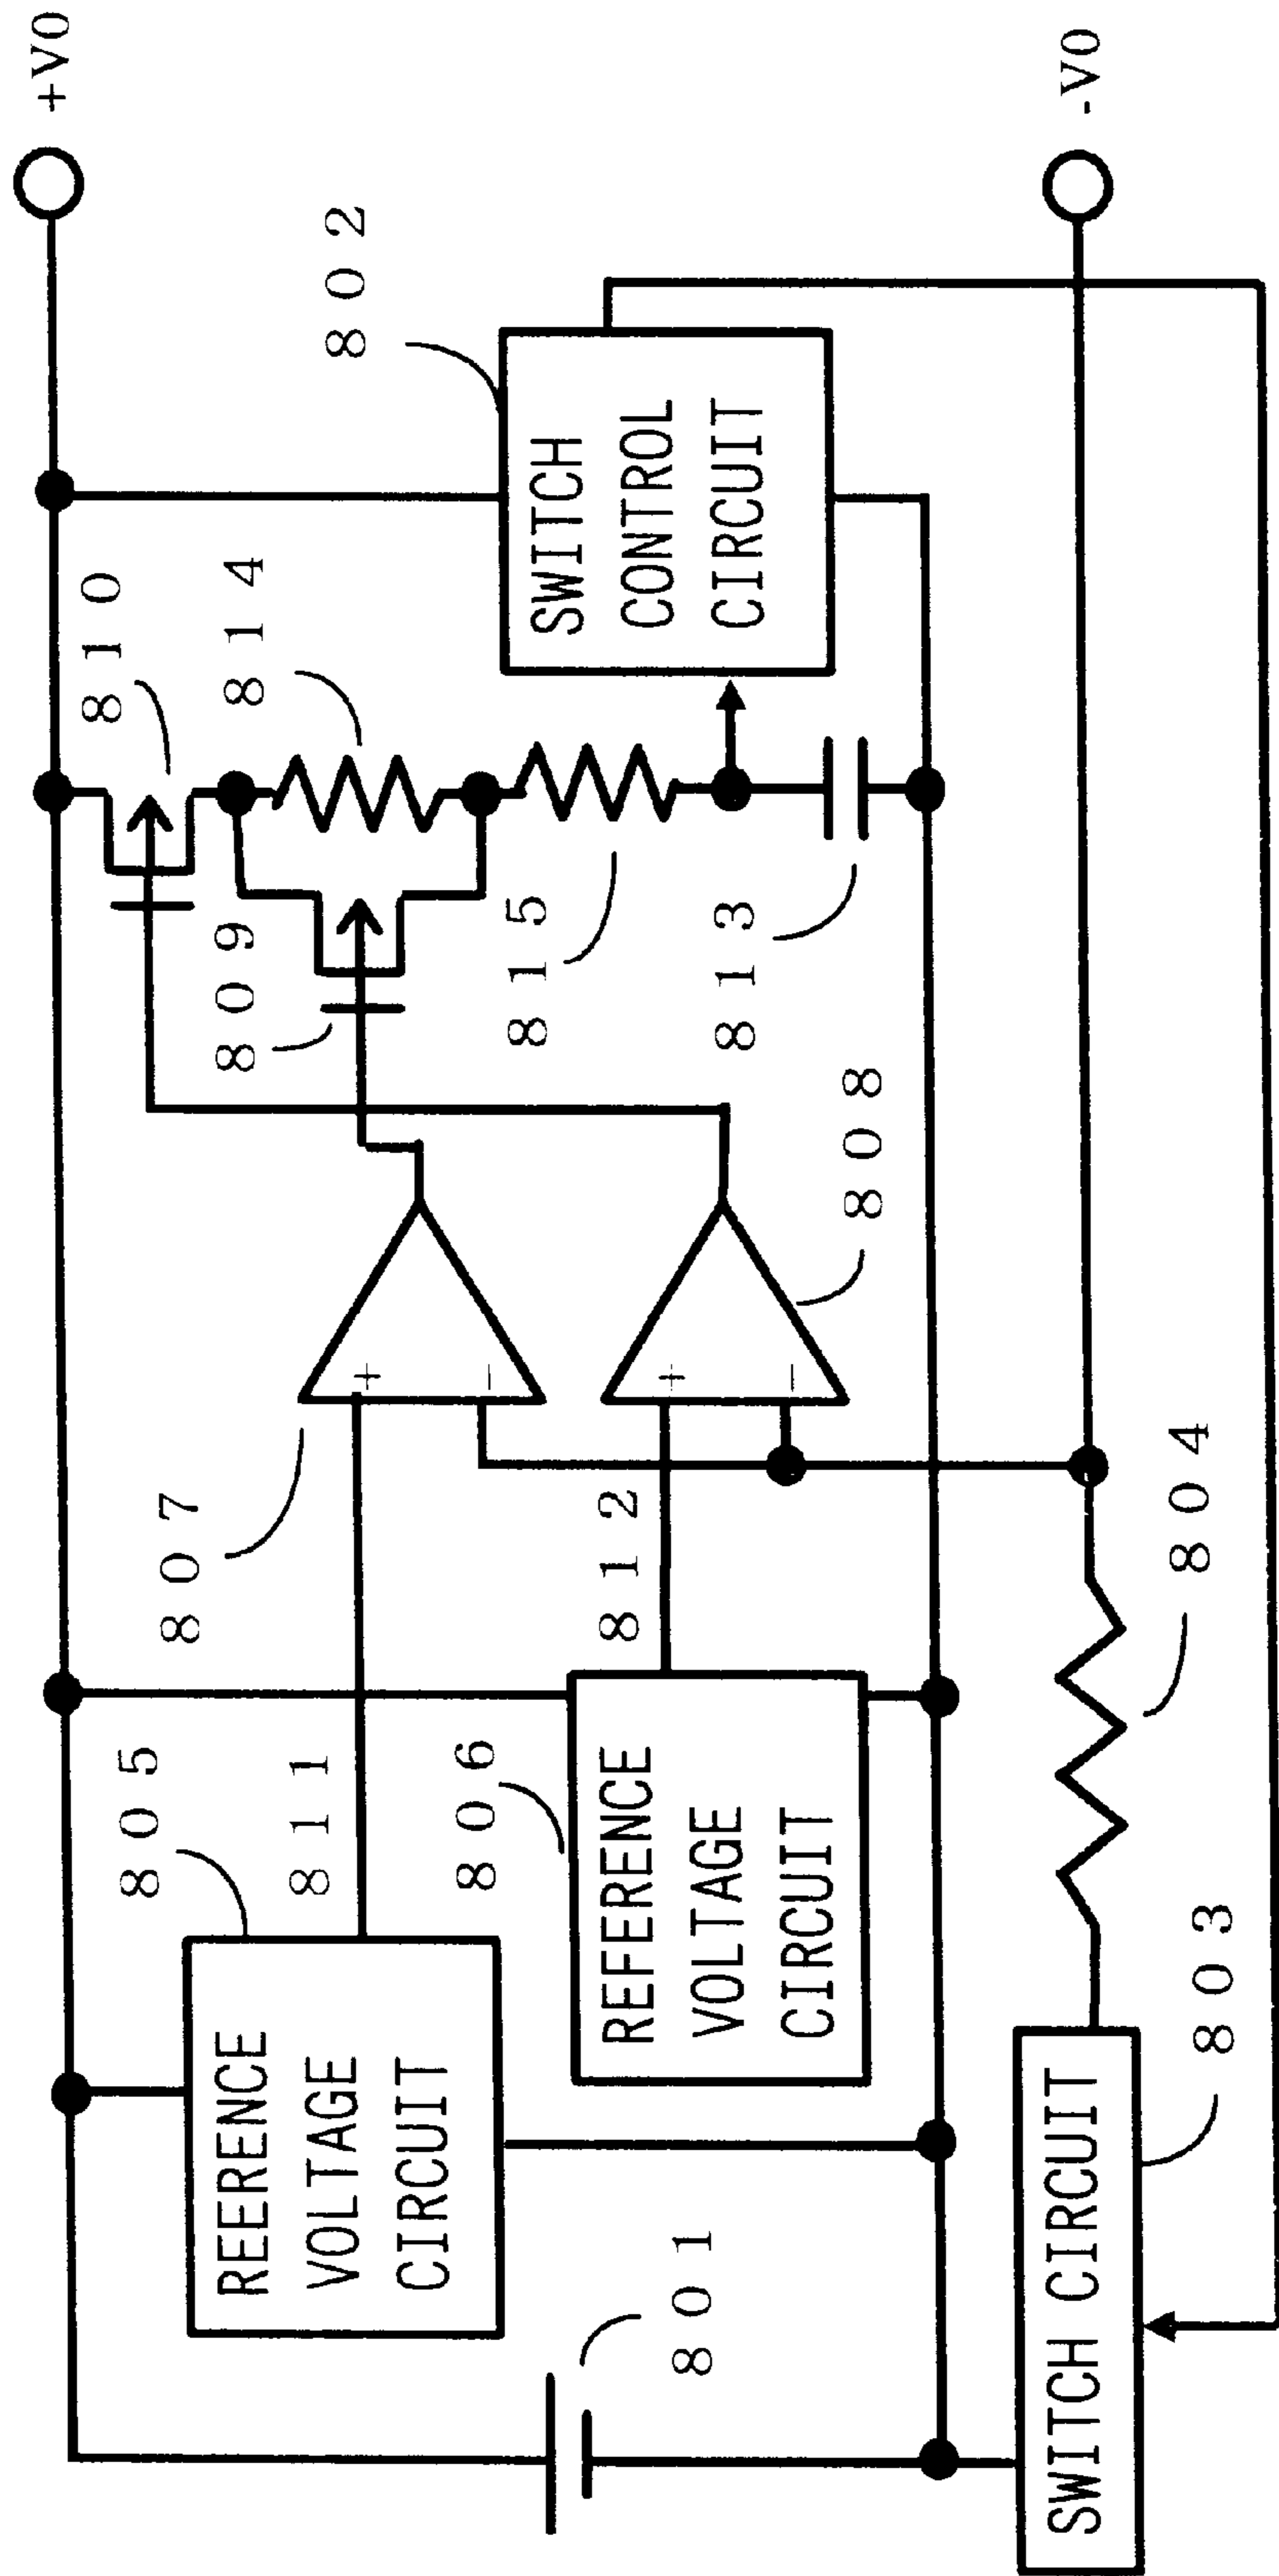 +V0
810
802
814
809
805
811
807
REERENCE
VOLTAGE
CIRCUIT
SWITCH
CONTROL
CIRCUIT
815
813
+
-
806
812
+
-
808
REFERENCE
VOLTAGE
CIRCUIT
801
-V0
804
SWITCH CIRCUIT
803